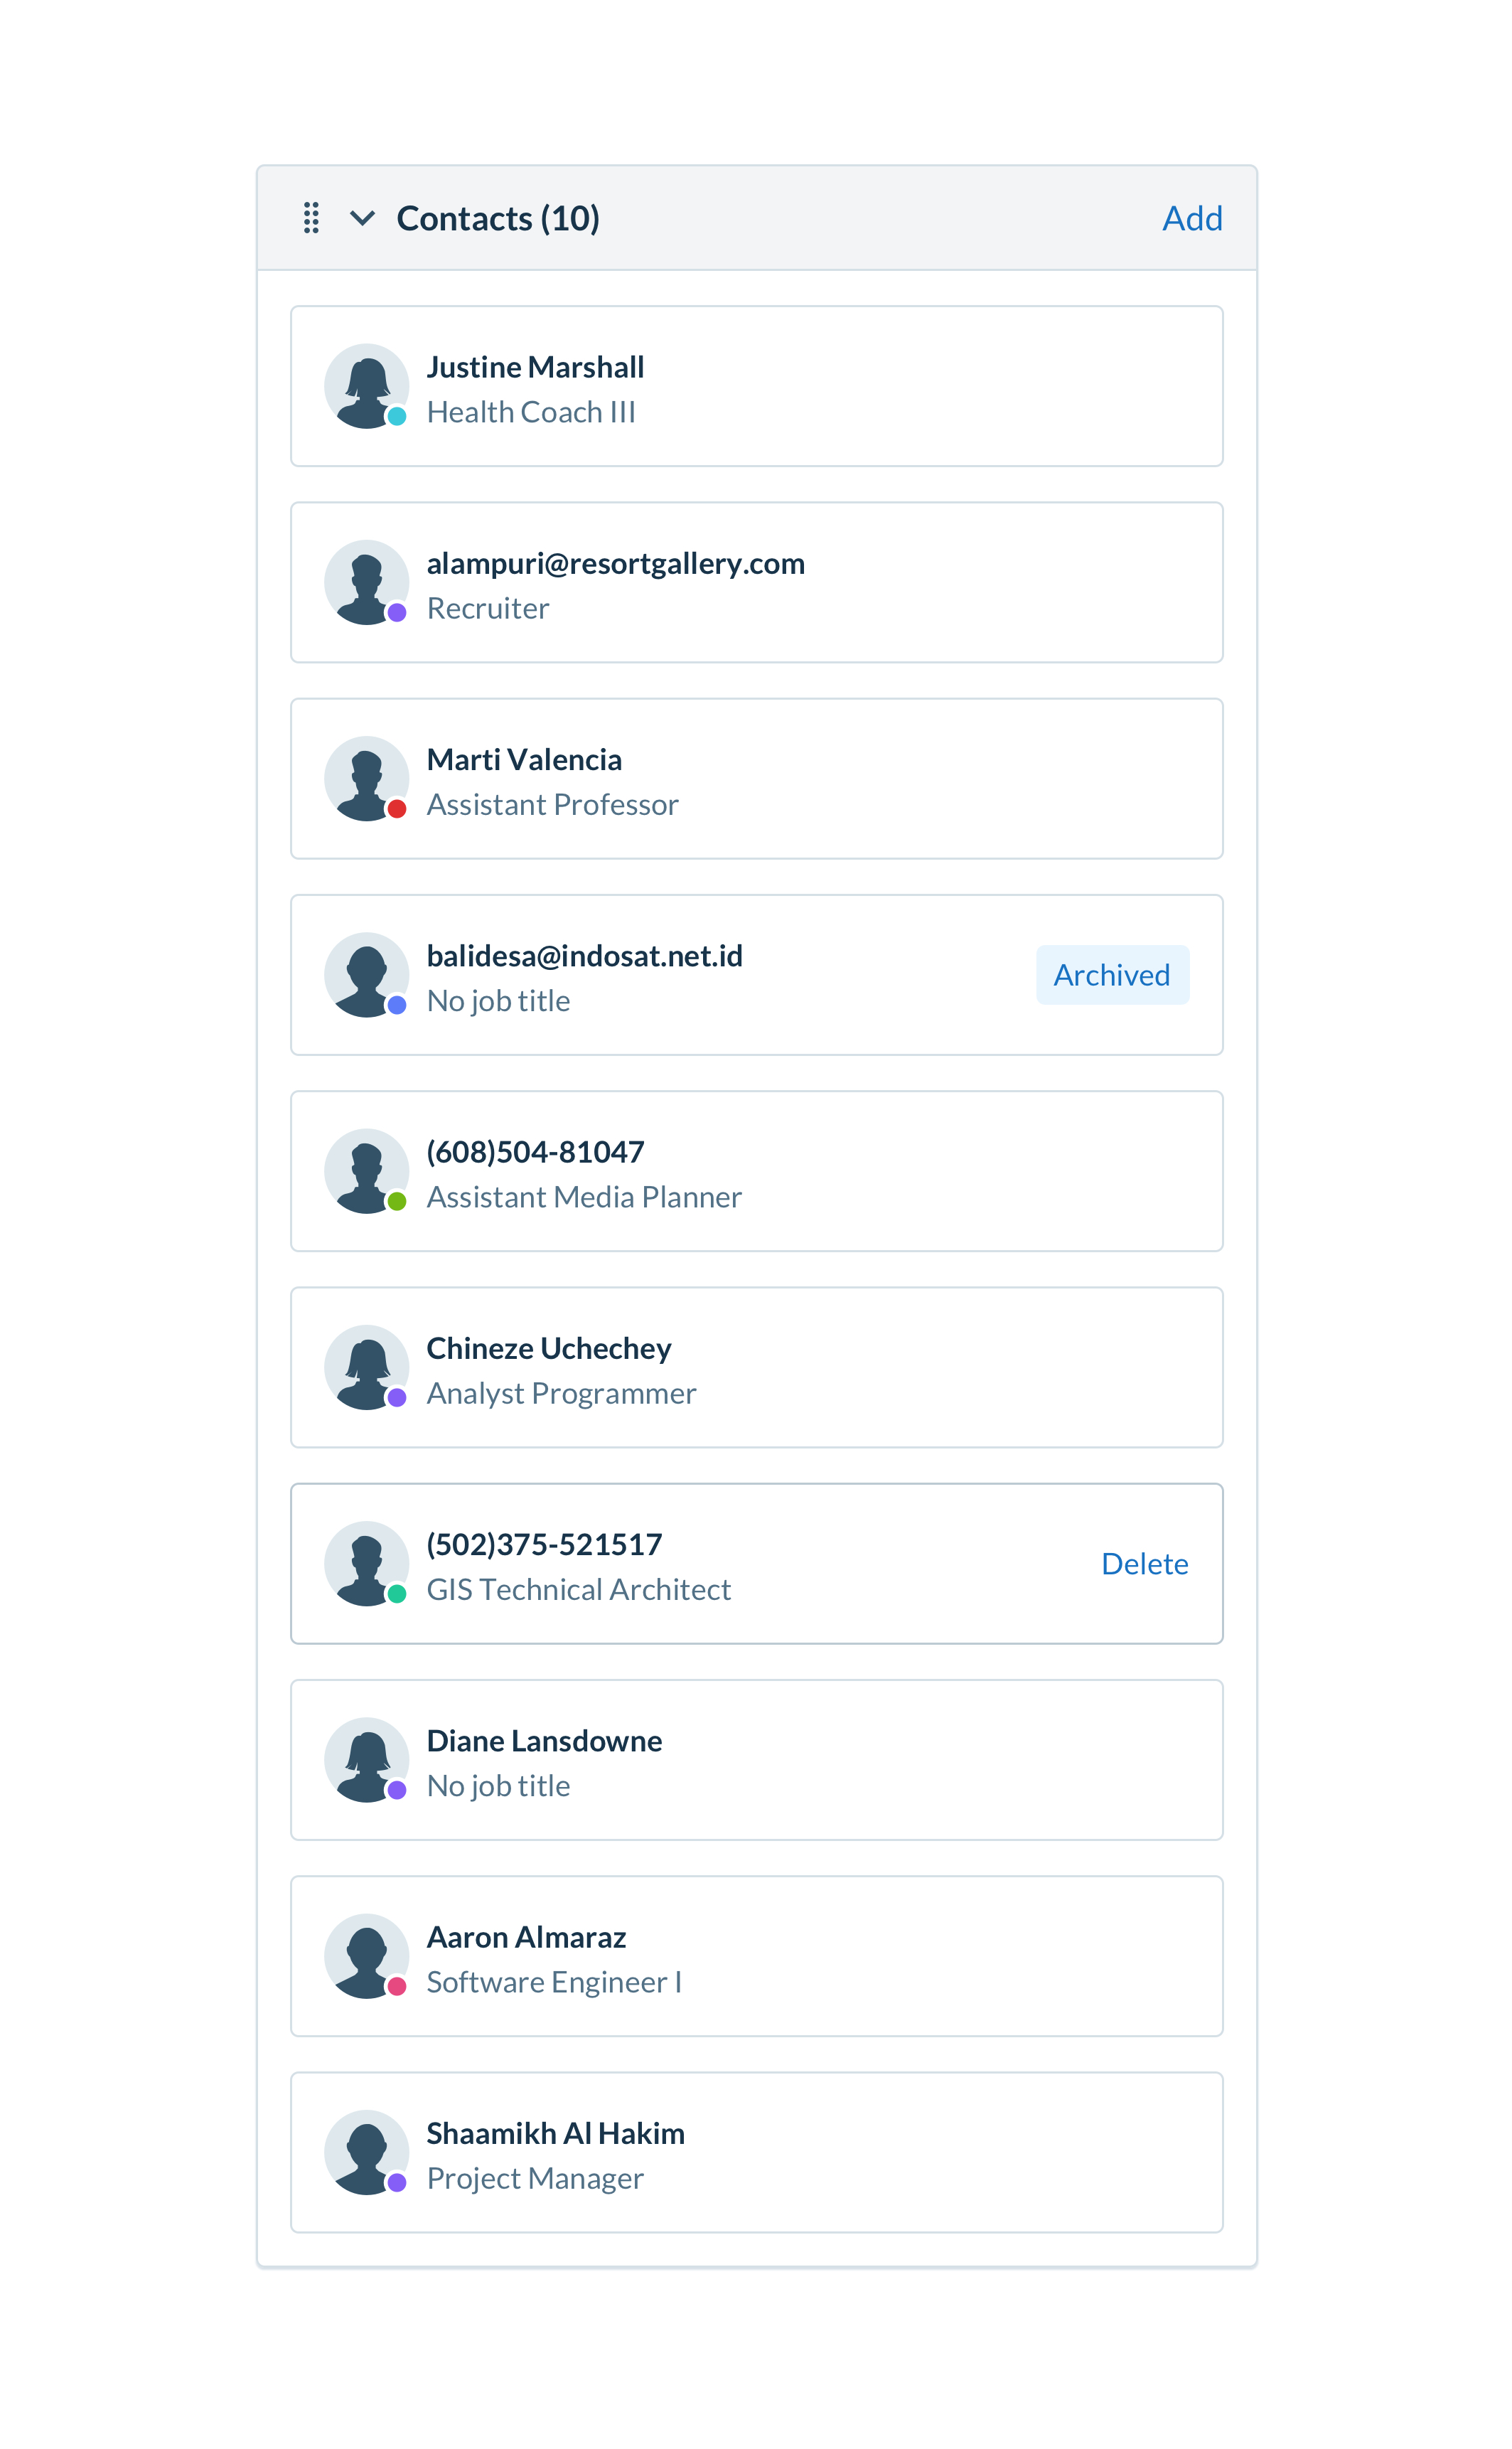 Contacts (10)
Add
Justine Marshall
Health Coach III
alampuri@resortgallery.com
Recruiter
Marti Valencia
Assistant Professor
balidesa@indosat.net.id
No job title
Archived
(608)504-81047
Assistant Media Planner
Chineze Uchechey
Analyst Programmer
(502)375-521517
GIS Technical Architect
Delete
Diane Lansdowne
No job title
Aaron Almaraz
Software Engineer I
Shaamikh Al Hakim
Project Manager